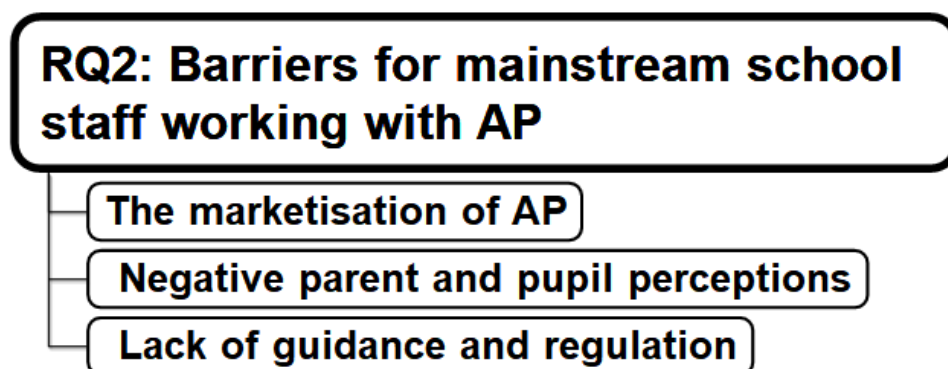 RQ2: Barriers for mainstream school
staff working with AP
The marketisation of AP
Negative parent and pupil perceptions
Lack of guidance and regulation